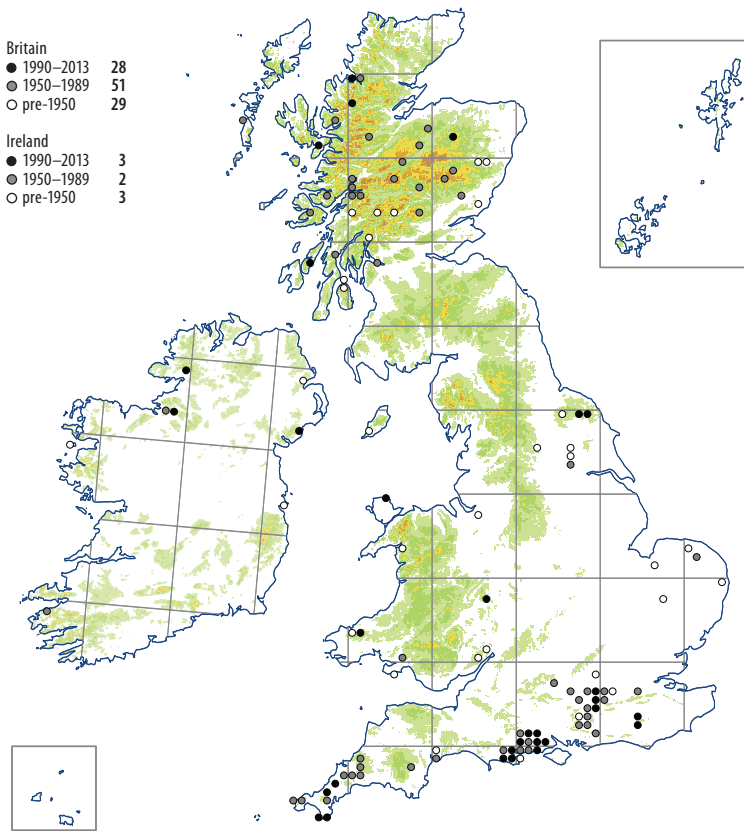 Britain
● 1990–2013 28
● 1950–1989 51
○ pre-1950 29
Ireland
● 1990–2013 3
● 1950–1989 2
○ pre-1950 3